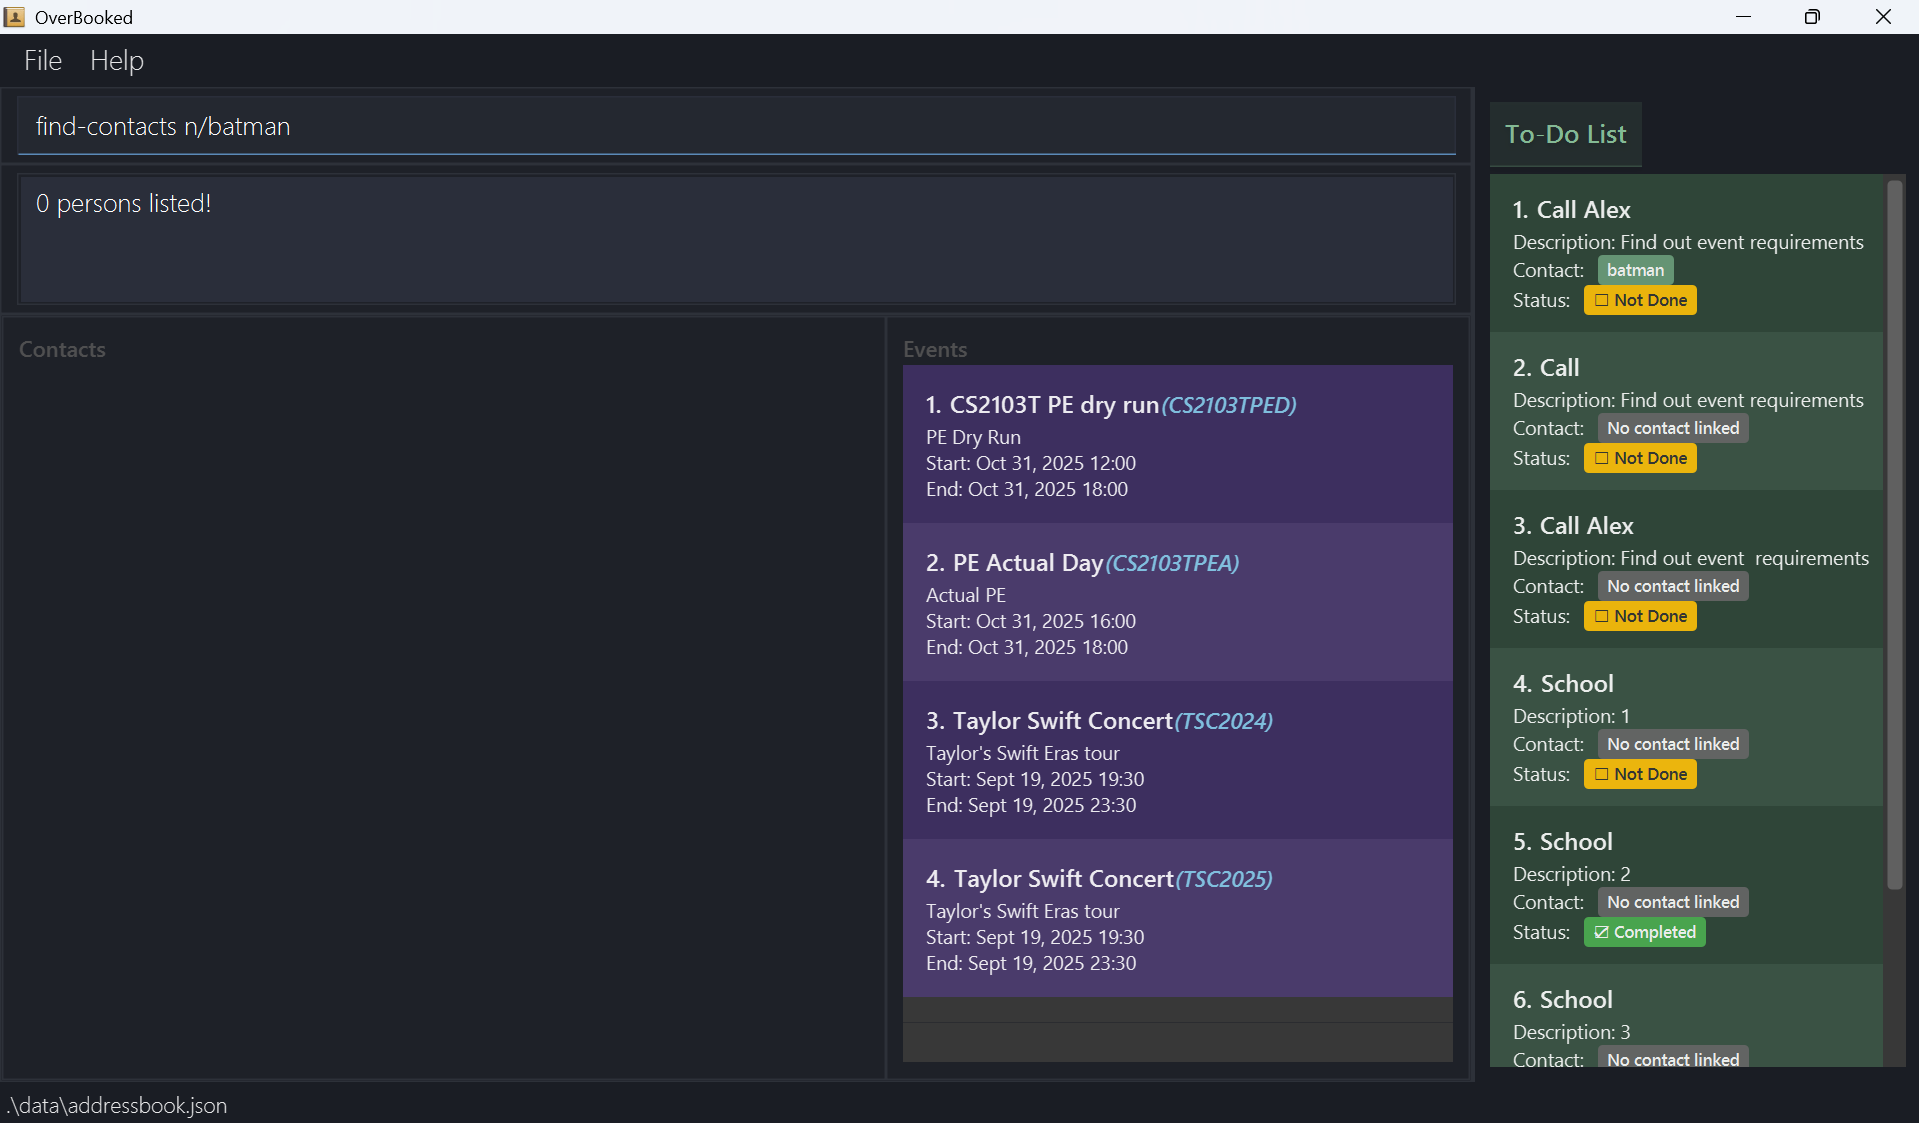 OverBooked
File Help
find-contacts n/batman
0 persons listed!
Contacts
Events
1. CS2103T PE dry run(CS2103TPED)
PE Dry Run
Start: Oct 31, 2025 12:00
End: Oct 31, 2025 18:00
2. PE Actual Day(CS2103TPEA)
Actual PE
Start: Oct 31, 2025 16:00
End: Oct 31, 2025 18:00
3. Taylor Swift Concert(TSC2024)
Taylor's Swift Eras tour
Start: Sept 19, 2025 19:30
End: Sept 19, 2025 23:30
4. Taylor Swift Concert(TSC2025)
Taylor's Swift Eras tour
Start: Sept 19, 2025 19:30
End: Sept 19, 2025 23:30
To-Do List
1. Call Alex
Description: Find out event requirements
Contact: batman
Status: ☐ Not Done
2. Call
Description: Find out event requirements
Contact: No contact linked
Status: ☐ Not Done
3. Call Alex
Description: Find out event  requirements
Contact: No contact linked
Status: ☐ Not Done
4. School
Description: 1
Contact: No contact linked
Status: ☐ Not Done
5. School
Description: 2
Contact: No contact linked
Status: ☑ Completed
6. School
Description: 3
Contact: No contact linked
.\data\addressbook.json